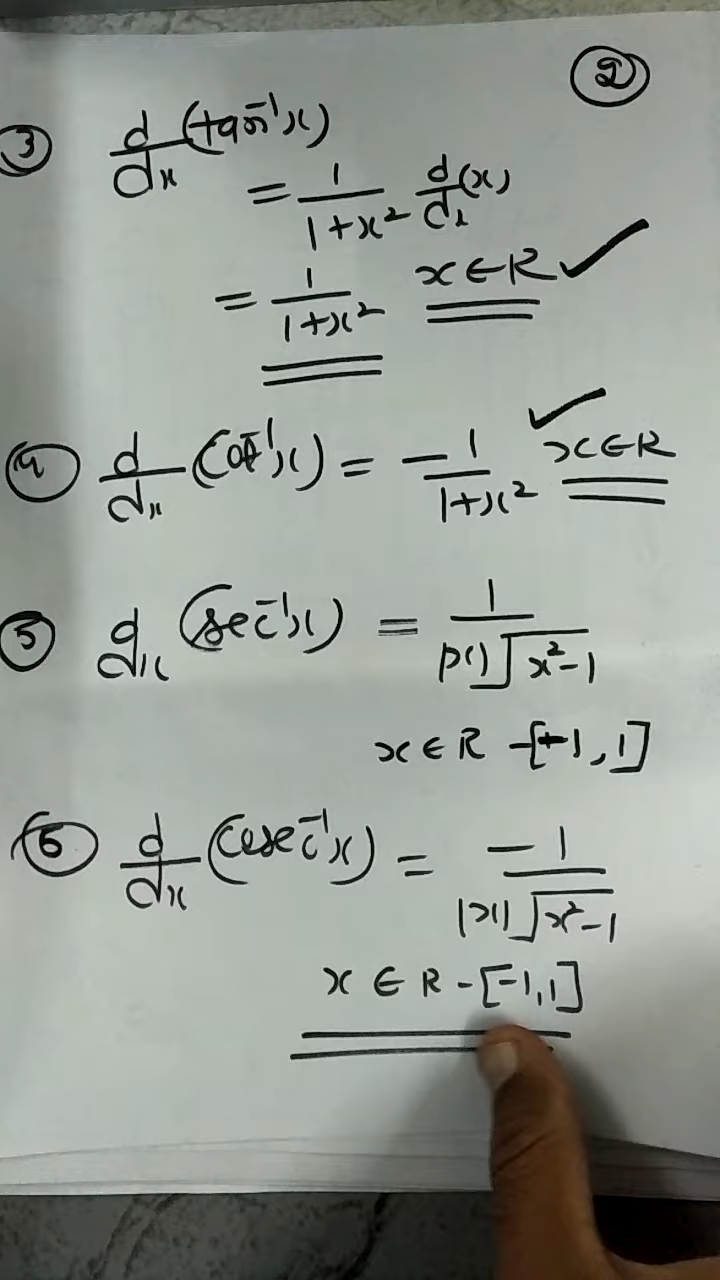 ②
③ d/dx (tan⁻¹x)
= 1/(1+x²) d/dx (x)
= 1/(1+x²) x∈R ✓
④ d/dx (cot⁻¹x) = -1/(1+x²) x∈R ✓
⑤ d/dx (sec⁻¹x) = 1/(|x|√(x²-1))
x∈R -[-1,1]
⑥ d/dx (cosec⁻¹x) = -1/(|x|√(x²-1))
x∈R-[-1,1]